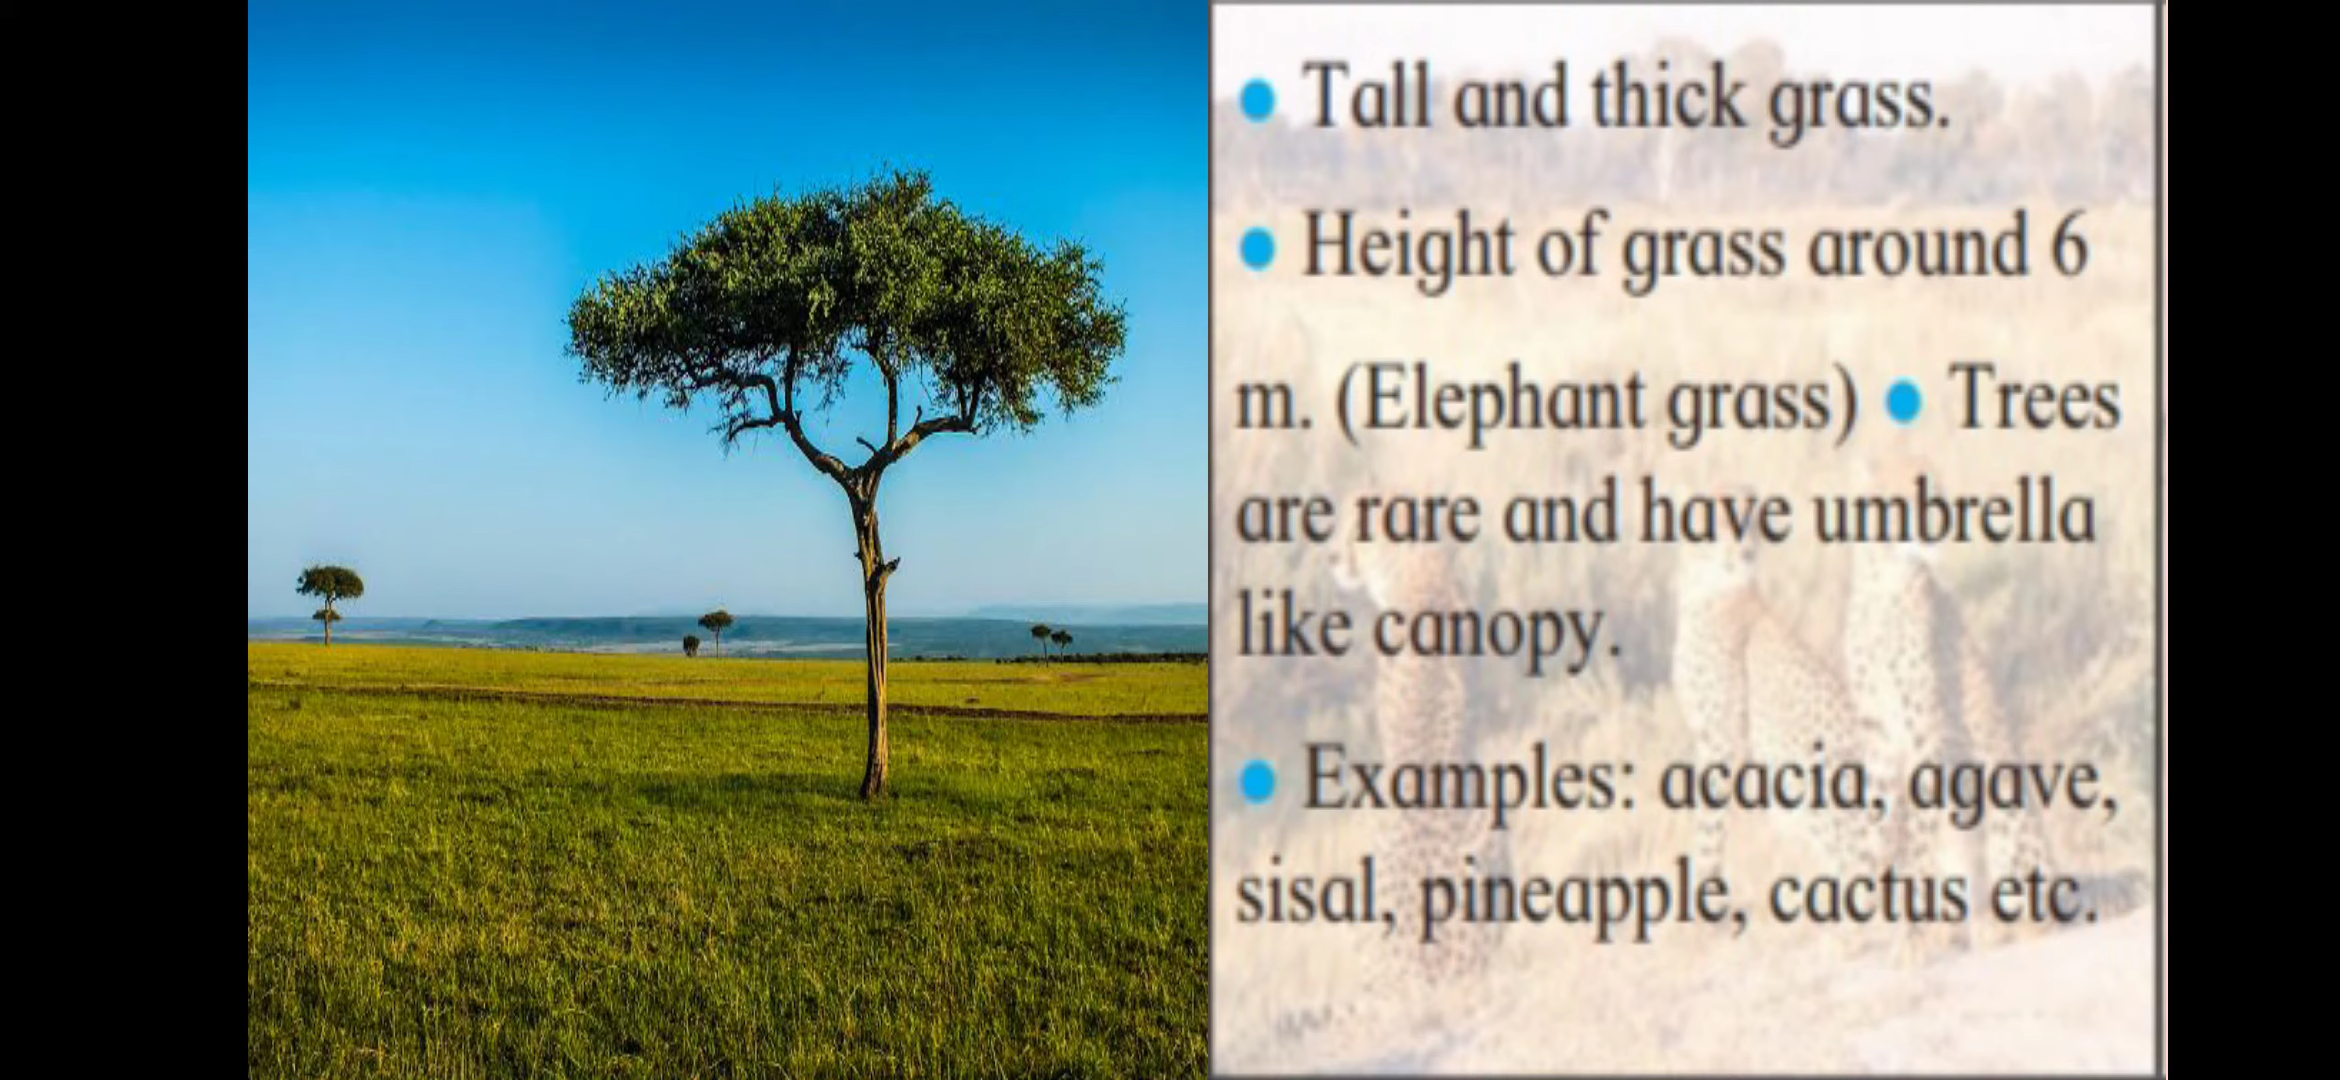 • Tall and thick grass.
• Height of grass around 6
m. (Elephant grass) • Trees
are rare and have umbrella
like canopy.
• Examples: acacia, agave,
sisal, pineapple, cactus etc.